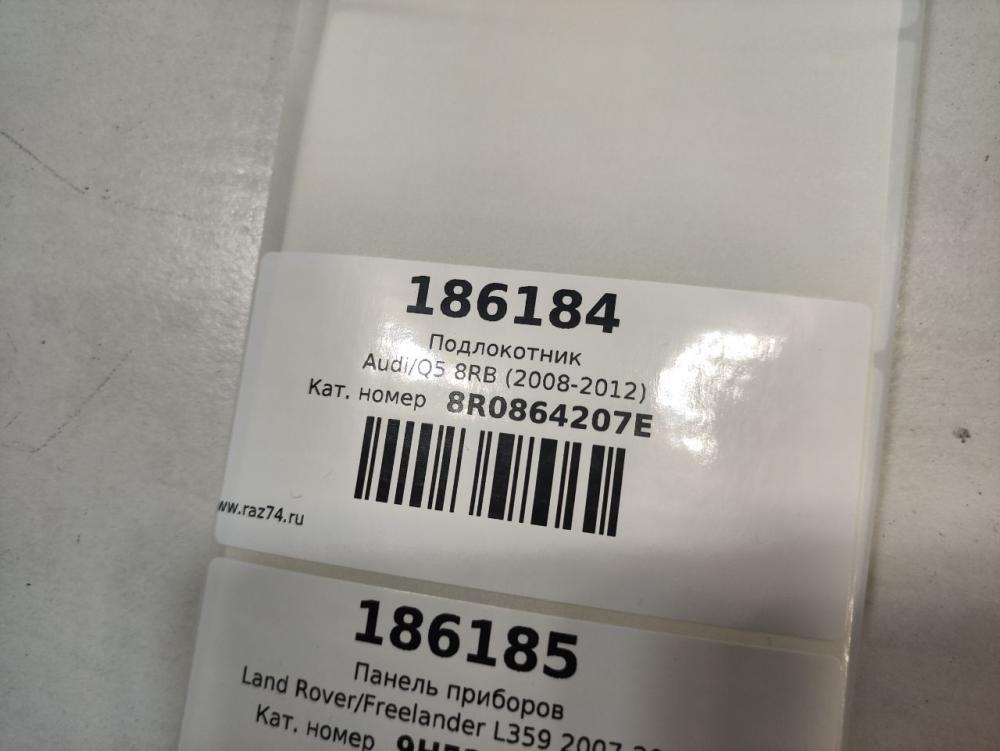 186184
Подлокотник
Audi/Q5 8RB (2008-2012)
Кат. номер 8R0864207E
ww.raz74.ru
186185
Панель приборов
Land Rover/Freelander L359 2007
Кат. номер